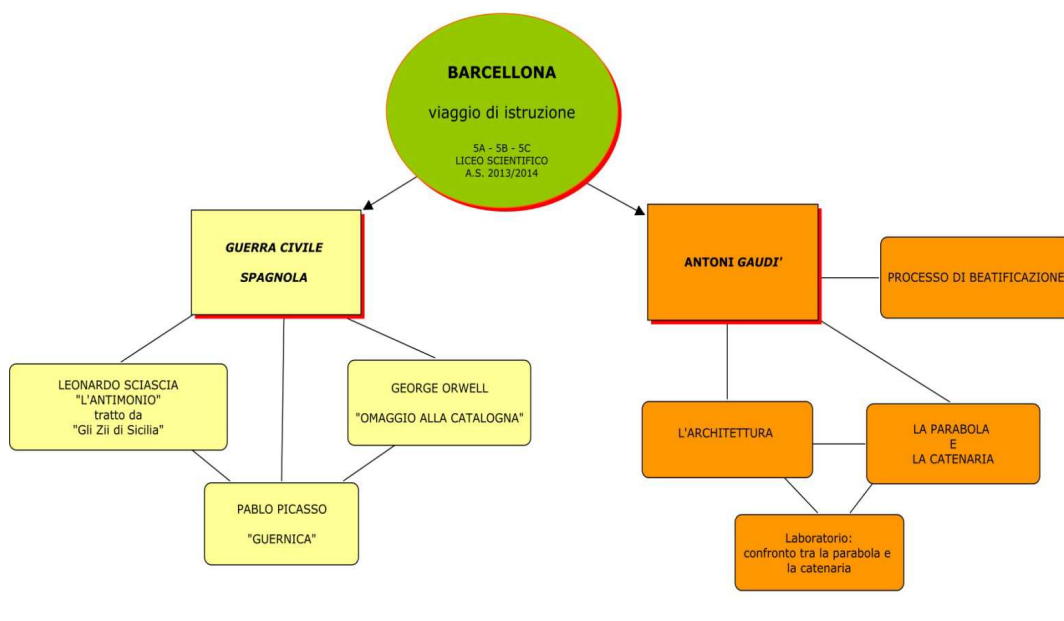 BARCELLONA
viaggio di istruzione
5A - 5B - 5C
LICEO SCIENTIFICO
A.S. 2013/2014
GUERRA CIVILE
SPAGNOLA
ANTONI GAUDI'
PROCESSO DI BEATIFICAZIONE
LEONARDO SCIASCIA
"L'ANTIMONIO"
tratto da
"Gli Zii di Sicilia"
GEORGE ORWELL
"OMAGGIO ALLA CATALOGNA"
PABLO PICASSO
"GUERNICA"
L'ARCHITETTURA
LA PARABOLA
E
LA CATENARIA
Laboratorio:
confronto tra la parabola e
la catenaria